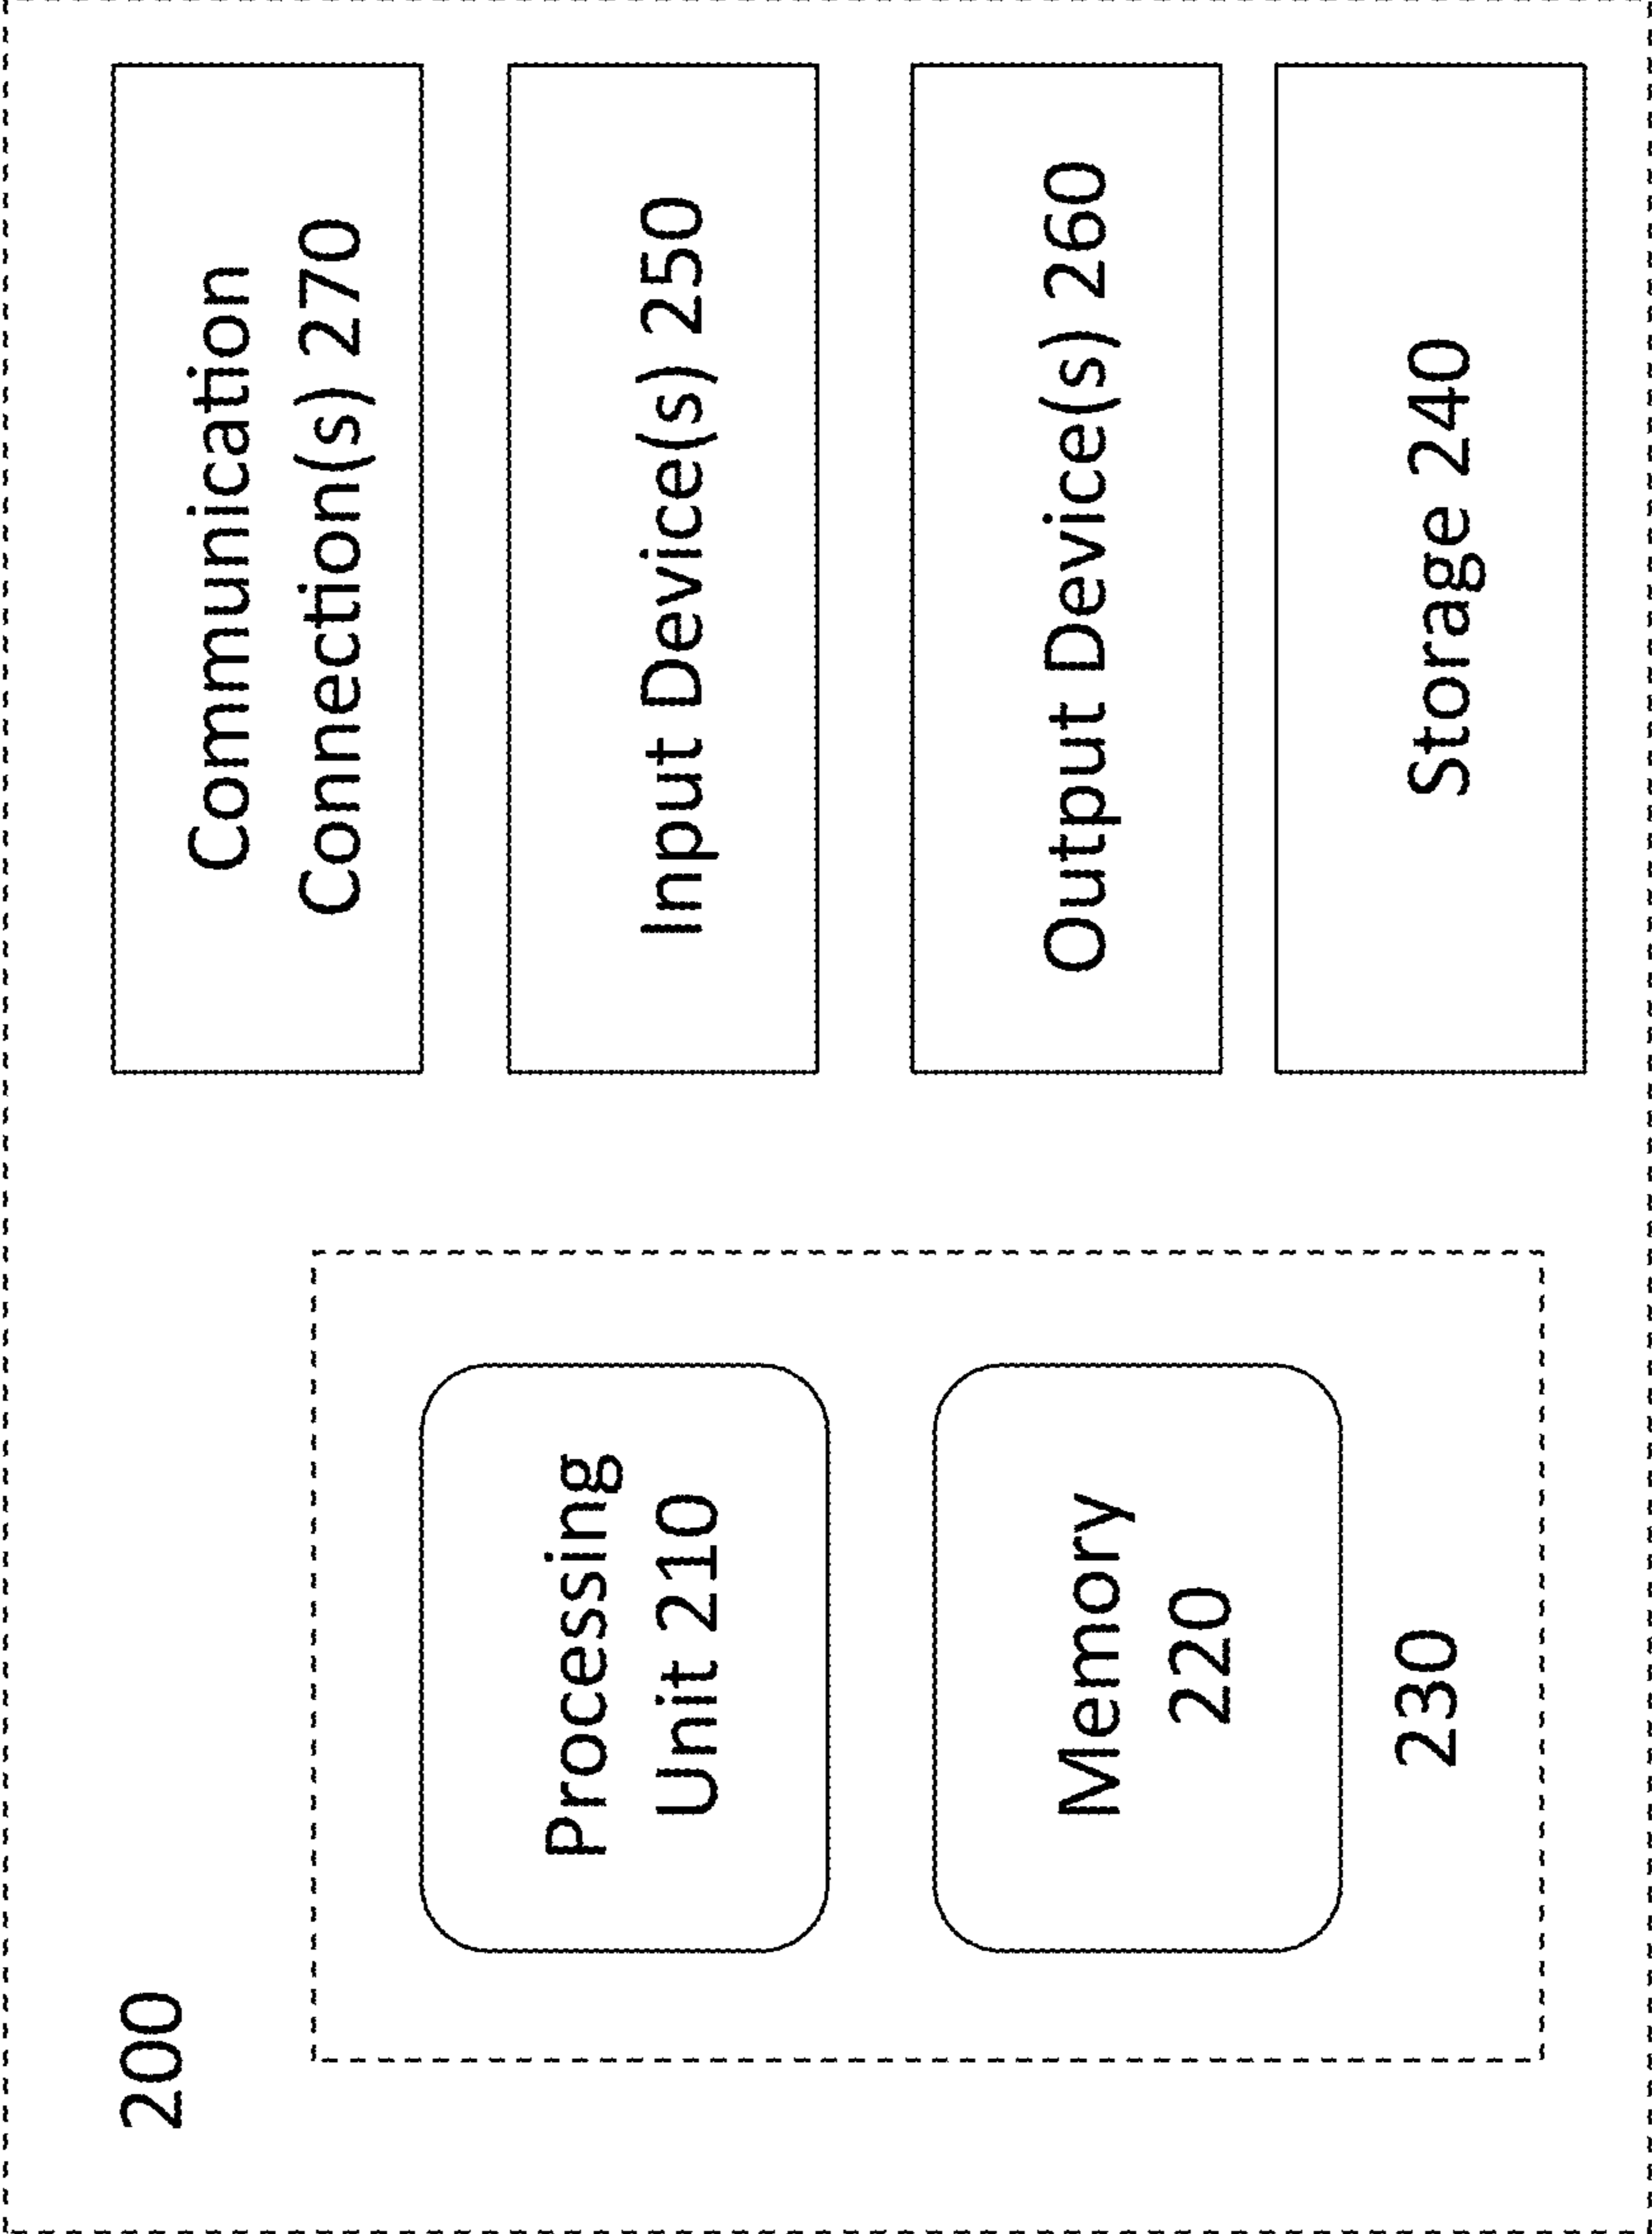 200
Processing
Unit 210
Memory
220
230
Communication
Connection(s) 270
Input Device(s) 250
Output Device(s) 260
Storage 240